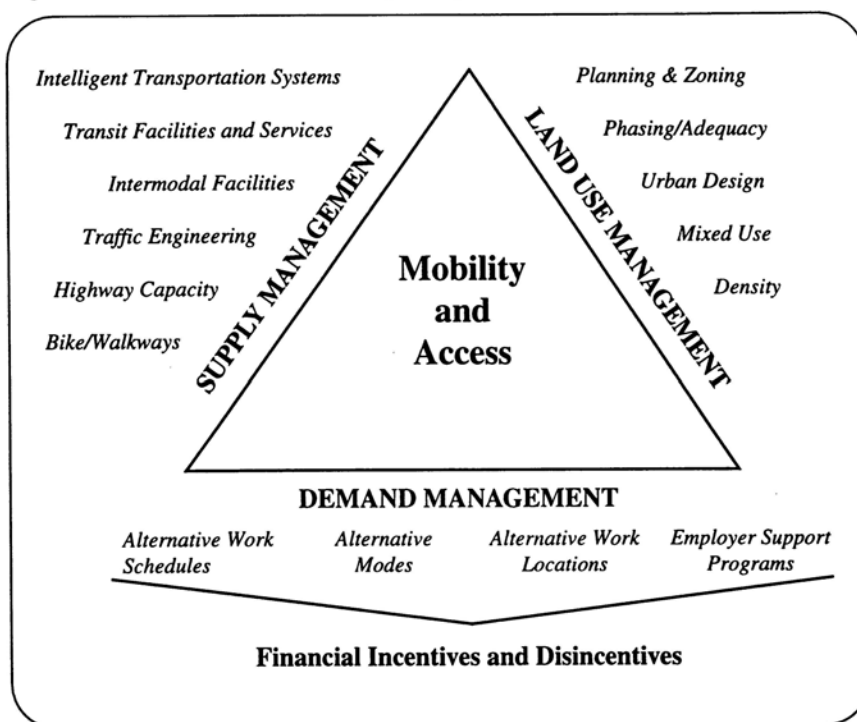 Intelligent Transportation Systems
Transit Facilities and Services
Intermodal Facilities
Traffic Engineering
Highway Capacity
Bike/Walkways
SUPPLY MANAGEMENT
Planning & Zoning
Phasing/Adequacy
Urban Design
Mixed Use
Density
LAND USE MANAGEMENT
Mobility
and
Access
DEMAND MANAGEMENT
Alternative Work
Schedules
Alternative
Modes
Alternative Work
Locations
Employer Support
Programs
Financial Incentives and Disincentives